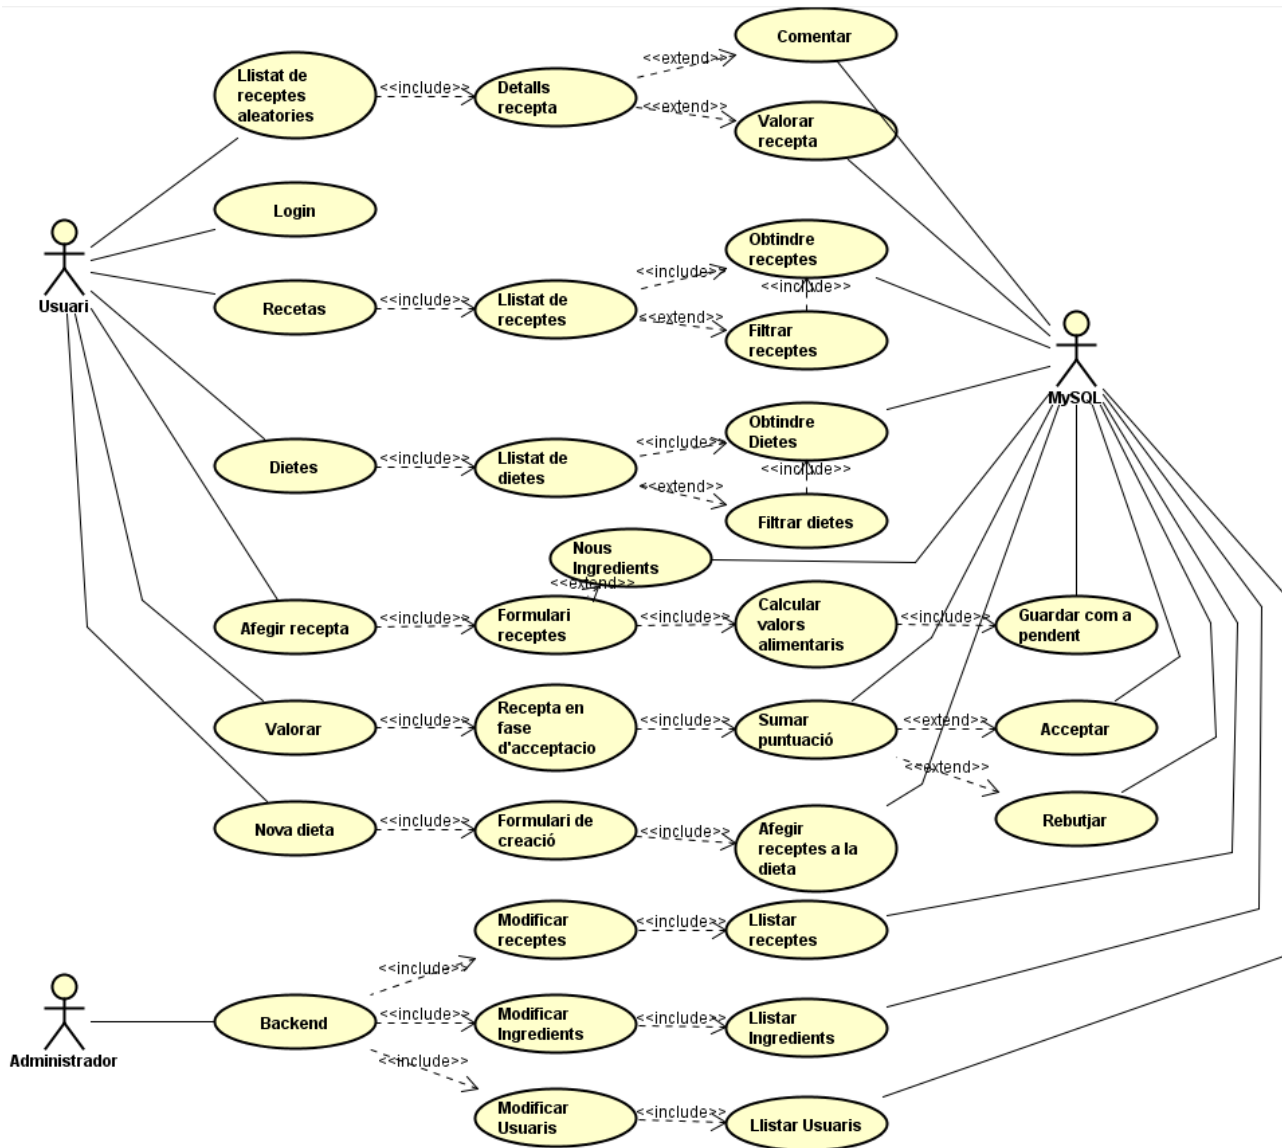 Comentar
<<extend>>
Llistat de
receptes
aleatories
<<include>>
Detalls
recepta
<<extend>>
Valorar
recepta
Login
Usuari
Obtindre
receptes
<<include>>
<<include>>
Recetas
<<include>>
Llistat de
receptes
<<extend>>
Filtrar
receptes
MySQL
Obtindre
Dietes
<<include>>
Dietes
<<include>>
Llistat de
dietes
<<include>>
<<extend>>
Filtrar dietes
Nous
Ingredients
<<extend>>
Afegir recepta
<<include>>
Formulari
receptes
<<include>>
Calcular
valors
alimentaris
<<include>>
Guardar com a
pendent
Valorar
<<include>>
Recepta en
fase
d'acceptacio
<<include>>
Sumar
puntuació
<<extend>>
Acceptar
<<extend>>
Rebutjar
Nova dieta
<<include>>
Formulari de
creació
<<include>>
Afegir
receptes a la
dieta
Modificar
receptes
<<include>>
Llistar
receptes
<<include>>
Administrador
Backend
<<include>>
Modificar
Ingredients
<<include>>
Llistar
Ingredients
<<include>>
Modificar
Usuaris
<<include>>
Llistar Usuaris